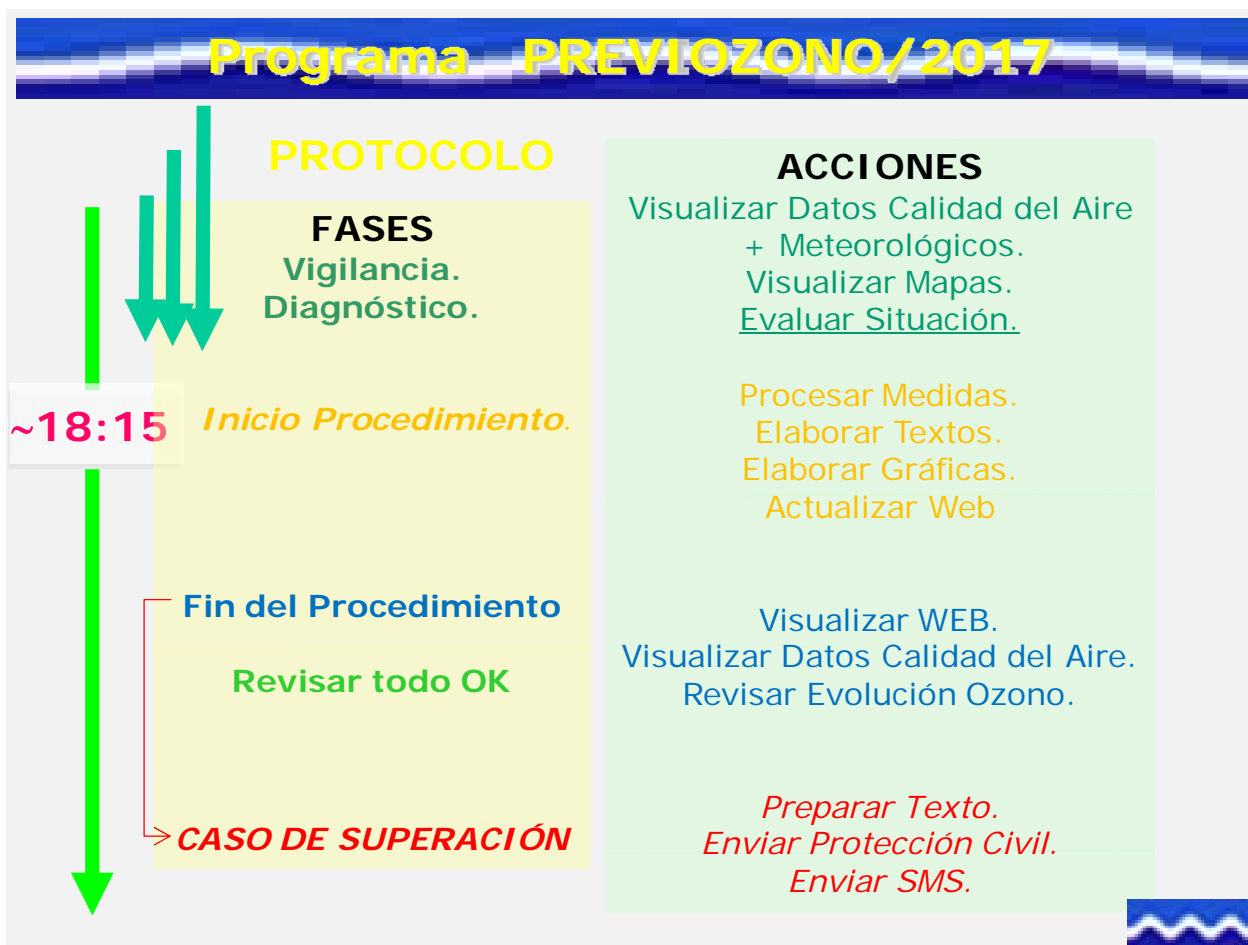 Programa PREVIOZONO/2017
PROTOCOLO
FASES
Vigilancia.
Diagnóstico.
~18:15
Inicio Procedimiento.
Fin del Procedimiento
Revisar todo OK
CASO DE SUPERACIÓN
ACCIONES
Visualizar Datos Calidad del Aire
+ Meteorológicos.
Visualizar Mapas.
Evaluar Situación.
Procesar Medidas.
Elaborar Textos.
Elaborar Gráficas.
Actualizar Web
Visualizar WEB.
Visualizar Datos Calidad del Aire.
Revisar Evolución Ozono.
Preparar Texto.
Enviar Protección Civil.
Enviar SMS.